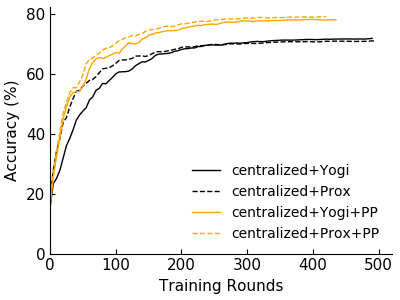 80
60
40
20
0
Accuracy (%)
centralized+Yogi
centralized+Prox
centralized+Yogi+PP
centralized+Prox+PP
0 100 200 300 400 500
Training Rounds